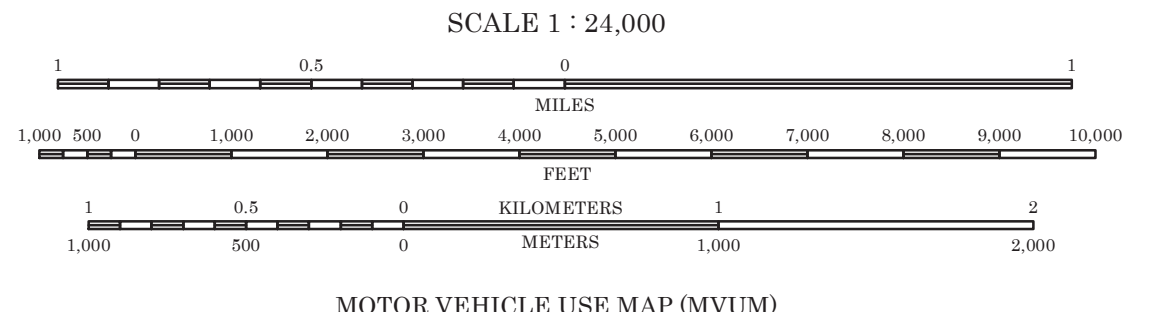 SCALE 1 : 24,000
1 0.5 0 1
MILES
1,000 500 0 1,000 2,000 3,000 4,000 5,000 6,000 7,000 8,000 9,000 10,000
FEET
1 0.5 0 KILOMETERS 1 2
1,000 500 0 METERS 1,000 2,000
MOTOR VEHICLE USE MAP (MVUM)